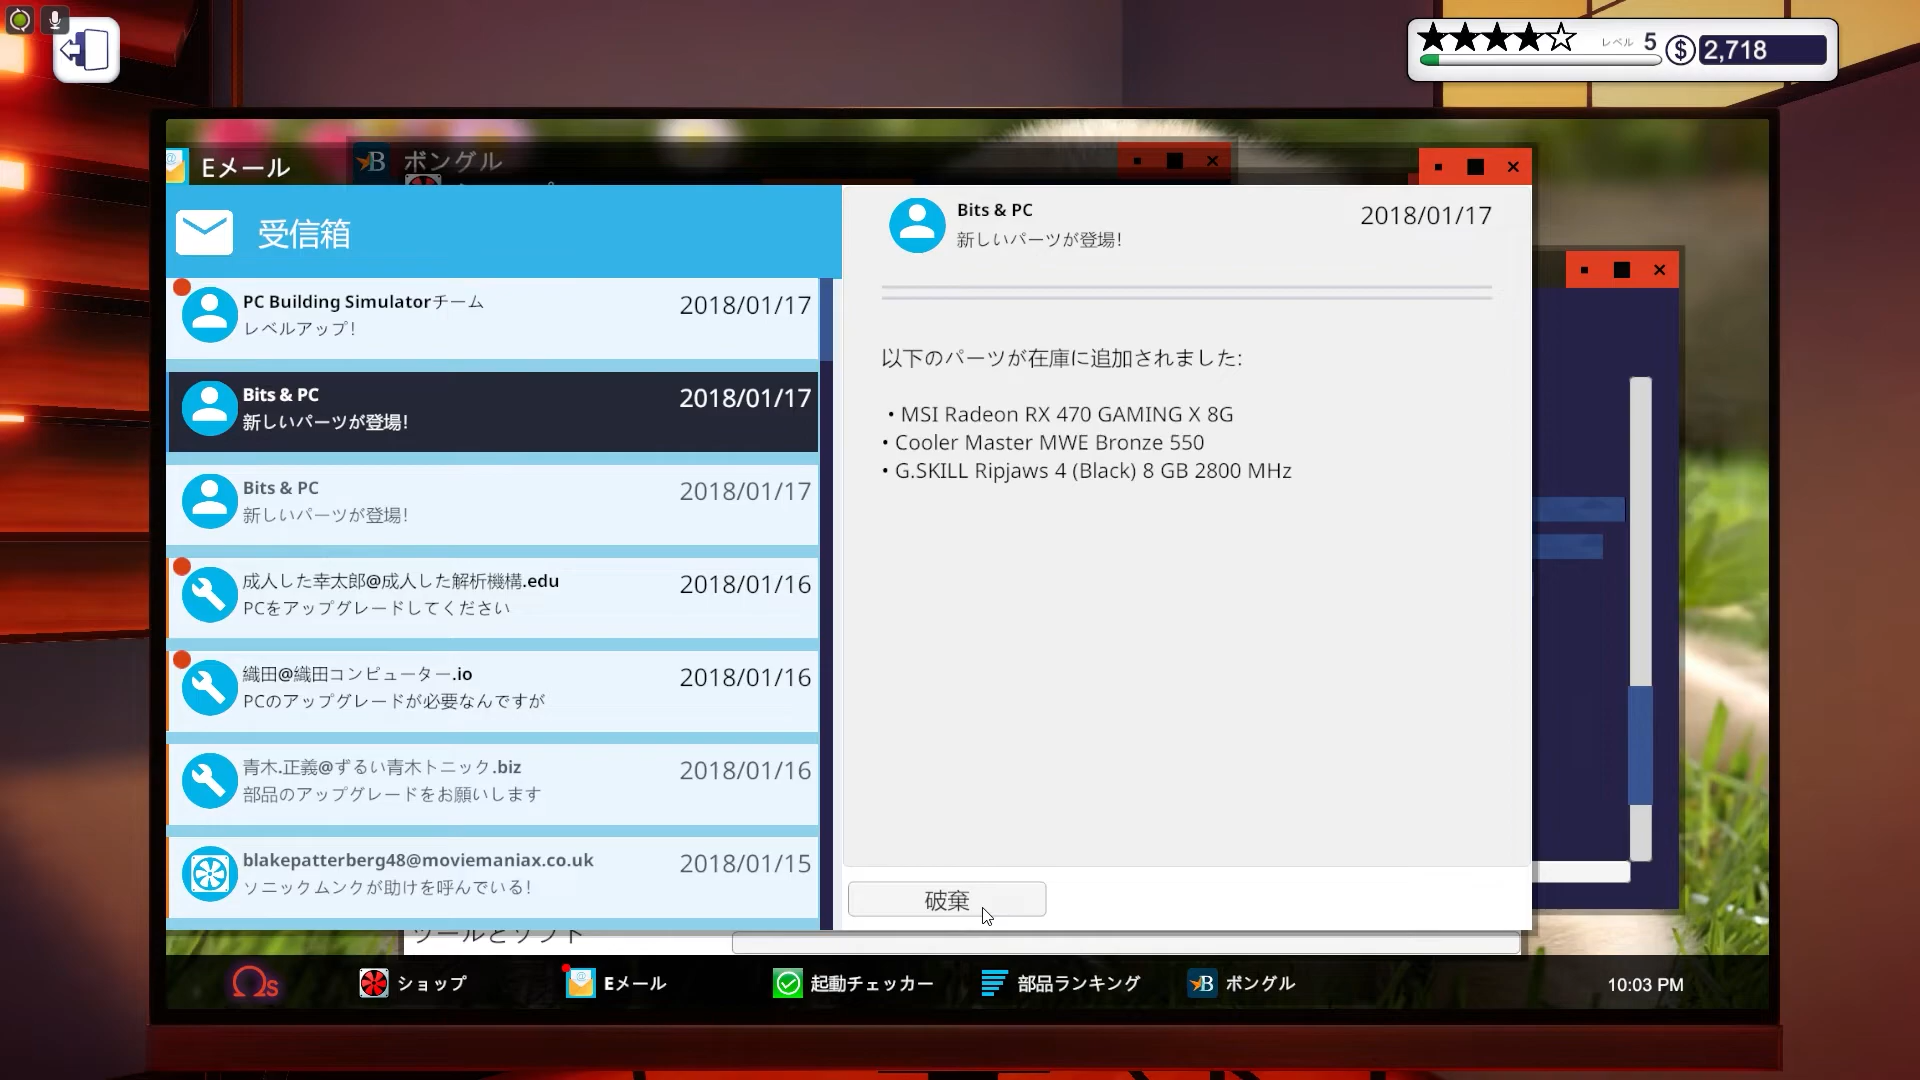 レベル 5
2,718
Eメール
ボングル
受信箱
PC Building Simulatorチーム
2018/01/17
レベルアップ!
Bits & PC
2018/01/17
新しいパーツが登場!
Bits & PC
2018/01/17
新しいパーツが登場!
成人した幸太郎@成人した解析機構.edu
2018/01/16
PCをアップグレードしてください
織田@織田コンピューター.io
2018/01/16
PCのアップグレードが必要なんですが
青木.正義@ずるい青木トニック.biz
2018/01/16
部品のアップグレードをお願いします
blakepatterberg48@moviemaniax.co.uk
2018/01/15
ソニックムンクが助けを呼んでいる!
Bits & PC
2018/01/17
新しいパーツが登場!
以下のパーツが在庫に追加されました:
• MSI Radeon RX 470 GAMING X 8G
• Cooler Master MWE Bronze 550
• G.SKILL Ripjaws 4 (Black) 8 GB 2800 MHz
破棄
ツールとソフト
Ωs
ショップ
Eメール
起動チェッカー
部品ランキング
B
ボングル
10:03 PM